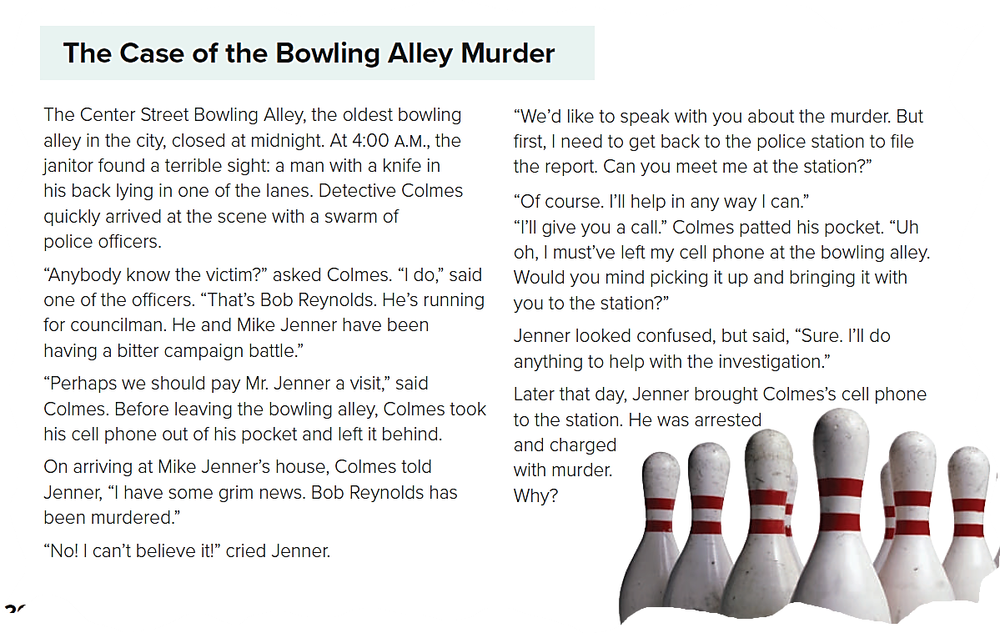 The Case of the Bowling Alley Murder
The Center Street Bowling Alley, the oldest bowling
alley in the city, closed at midnight. At 4:00 A.M., the
janitor found a terrible sight: a man with a knife in
his back lying in one of the lanes. Detective Colmes
quickly arrived at the scene with a swarm of
police officers.
“Anybody know the victim?” asked Colmes. “I do,” said
one of the officers. “That’s Bob Reynolds. He’s running
for councilman. He and Mike Jenner have been
having a bitter campaign battle.”
“Perhaps we should pay Mr. Jenner a visit,” said
Colmes. Before leaving the bowling alley, Colmes took
his cell phone out of his pocket and left it behind.
On arriving at Mike Jenner’s house, Colmes told
Jenner, “I have some grim news. Bob Reynolds has
been murdered.”
“No! I can’t believe it!” cried Jenner.
“We’d like to speak with you about the murder. But
first, I need to get back to the police station to file
the report. Can you meet me at the station?”
“Of course. I’ll help in any way I can.”
“I’ll give you a call.” Colmes patted his pocket. “Uh
oh, I must’ve left my cell phone at the bowling alley.
Would you mind picking it up and bringing it with
you to the station?”
Jenner looked confused, but said, “Sure. I’ll do
anything to help with the investigation.”
Later that day, Jenner brought Colmes’s cell phone
to the station. He was arrested
and charged
with murder.
Why?